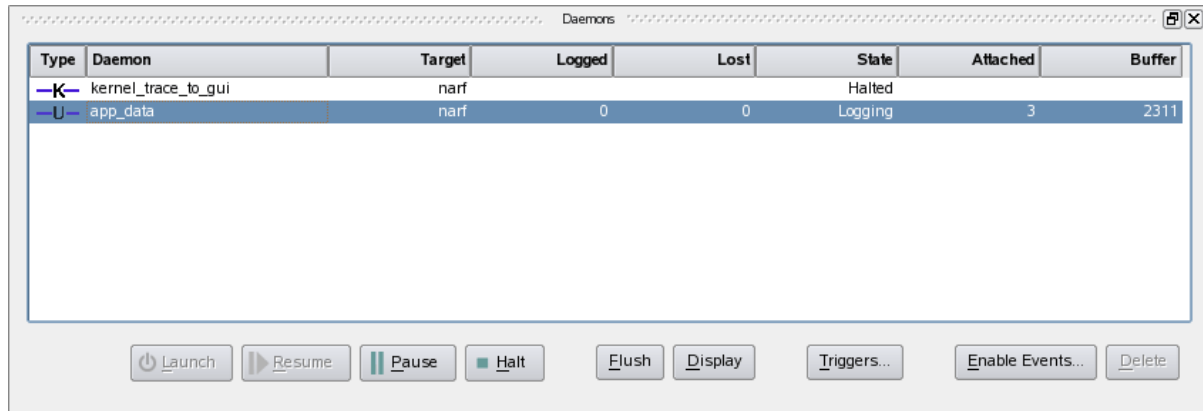 Daemons
Type Daemon Target Logged Lost State Attached Buffer
K kernel_trace_to_gui narf Halted
U app_data narf 0 0 Logging 3 2311
Launch Resume Pause Halt Flush Display Triggers... Enable Events... Delete